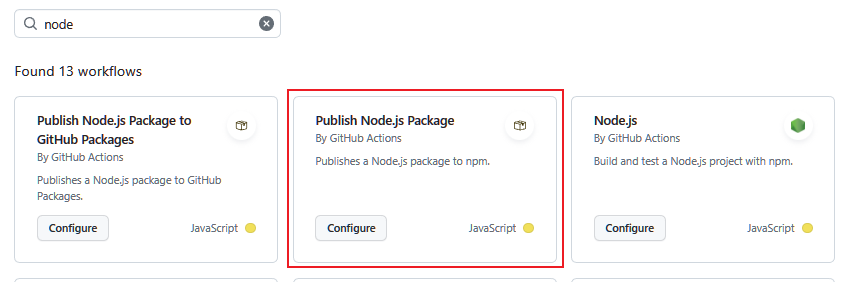 node
Found 13 workflows
Publish Node.js Package to
GitHub Packages
By GitHub Actions
Publishes a Node.js package to GitHub
Packages.
Configure
JavaScript
Publish Node.js Package
By GitHub Actions
Publishes a Node.js package to npm.
Configure
JavaScript
Node.js
By GitHub Actions
Build and test a Node.js project with npm.
Configure
JavaScript